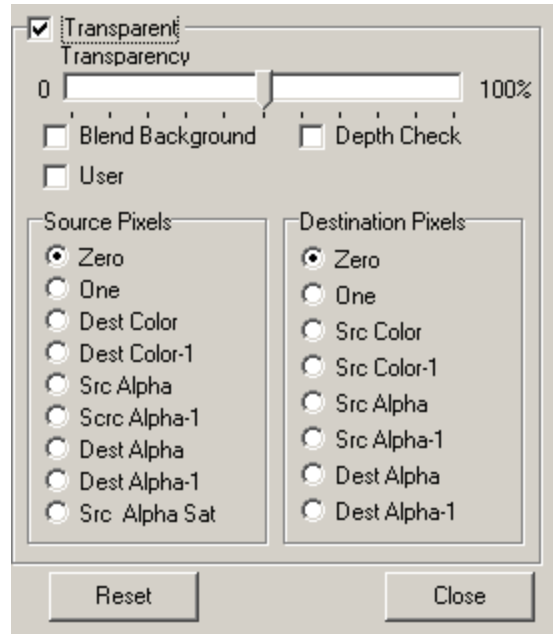 Transparent
Transparency
0 100%
Blend Background Depth Check
User
Source Pixels
Zero
One
Dest Color
Dest Color-1
Src Alpha
Scrc Alpha-1
Dest Alpha
Dest Alpha-1
Src Alpha Sat
Destination Pixels
Zero
One
Src Color
Src Color-1
Src Alpha
Src Alpha-1
Dest Alpha
Dest Alpha-1
Reset Close